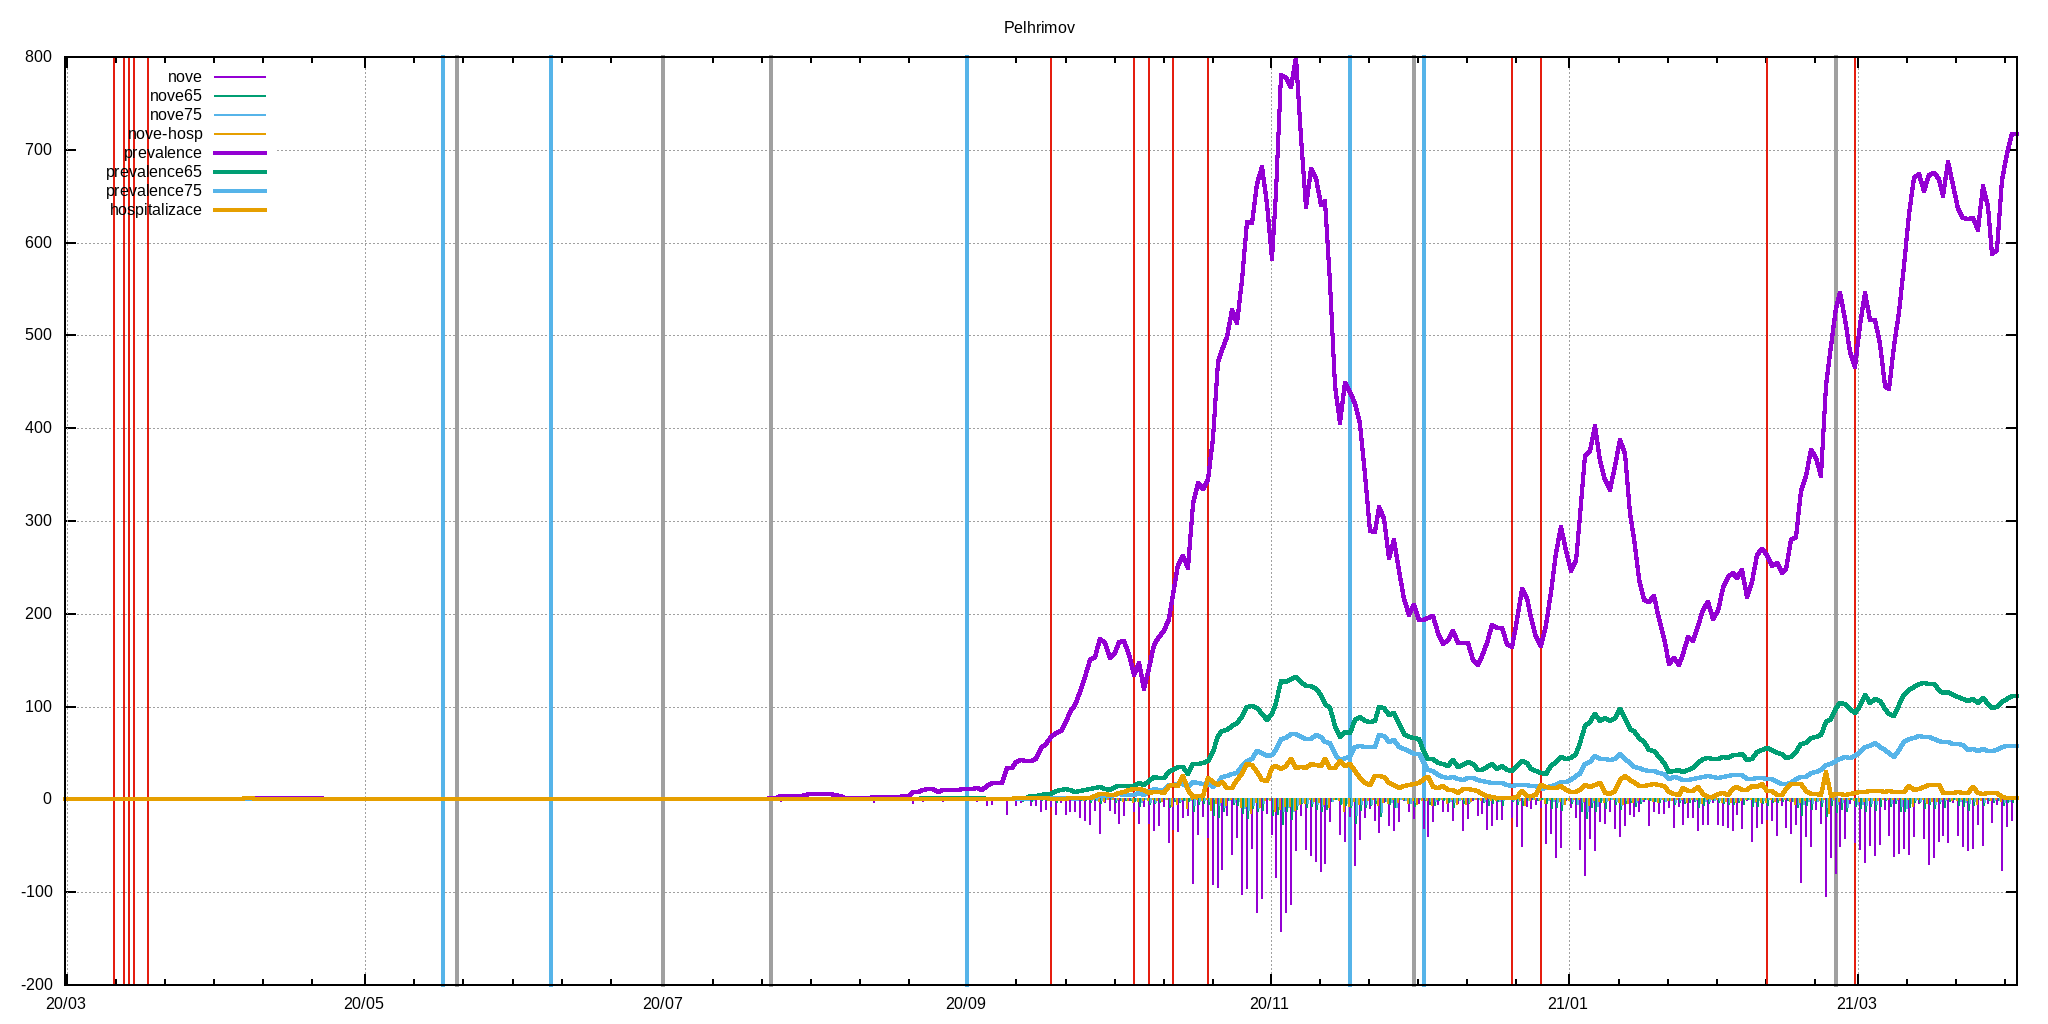 Pelhrimov
800
700
600
500
400
300
200
100
0
-100
-200
nove
nove65
nove75
nove-hosp
prevalence
prevalence65
prevalence75
hospitalizace
20/03 20/05 20/07 20/09 20/11 21/01 21/03